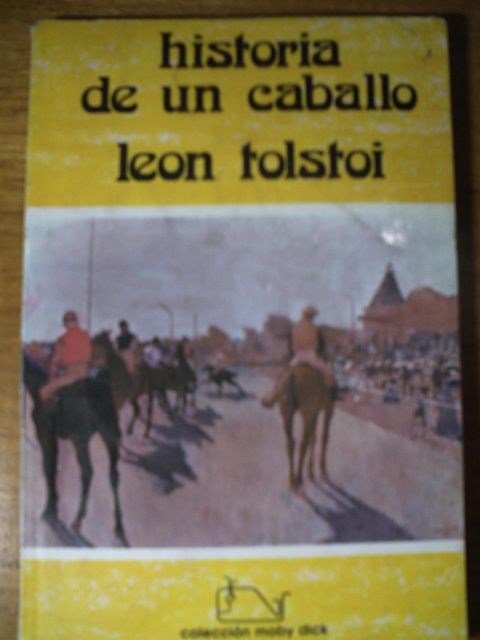 historia
de un caballo
leon tolstoi
colección moby dick